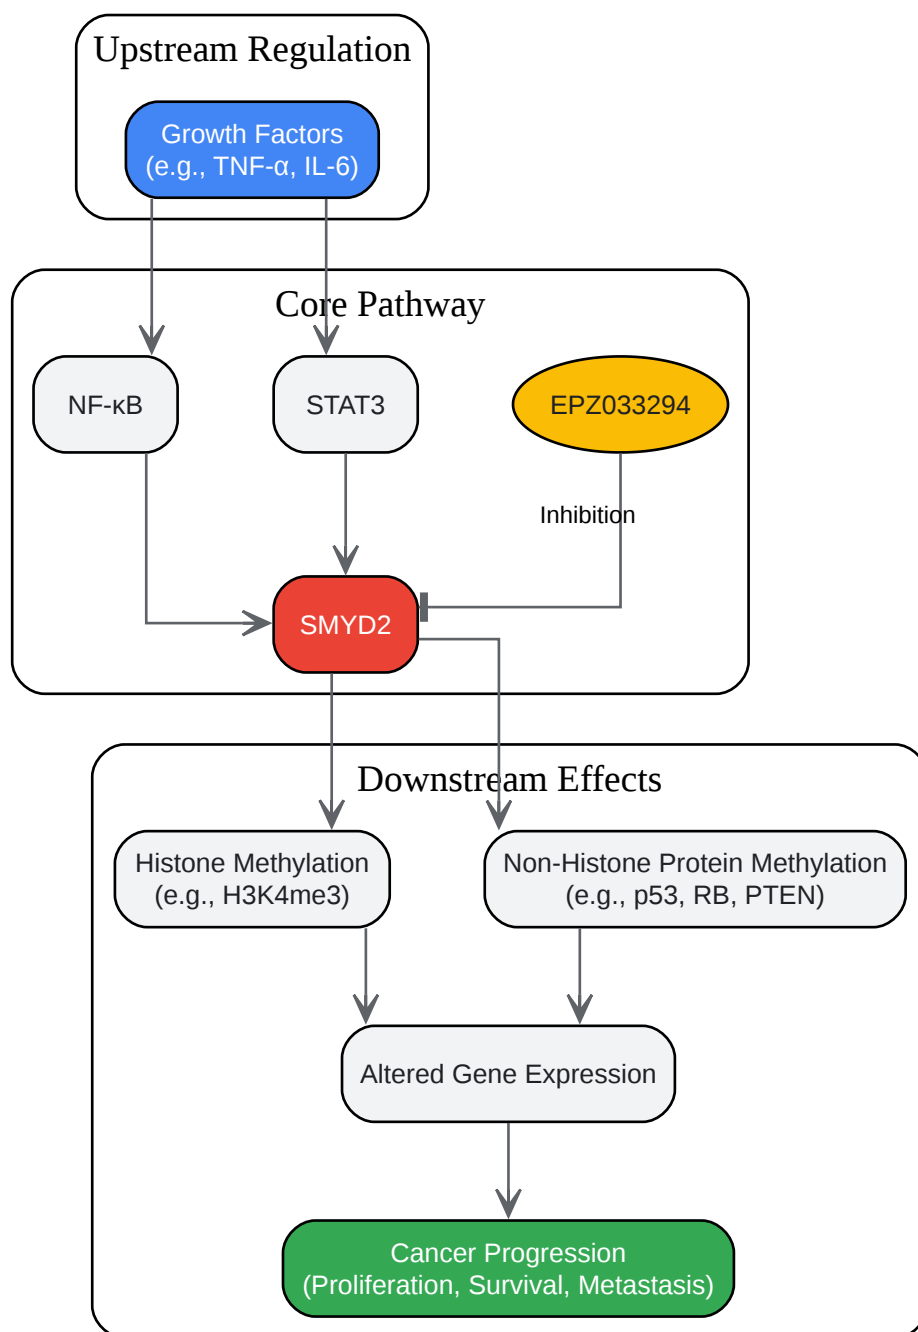 Upstream Regulation
Growth Factors
(e.g., TNF-α, IL-6)
Core Pathway
NF-κB
STAT3
EPZ033294
Inhibition
SMYD2
Downstream Effects
Histone Methylation
(e.g., H3K4me3)
Non-Histone Protein Methylation
(e.g., p53, RB, PTEN)
Altered Gene Expression
Cancer Progression
(Proliferation, Survival, Metastasis)